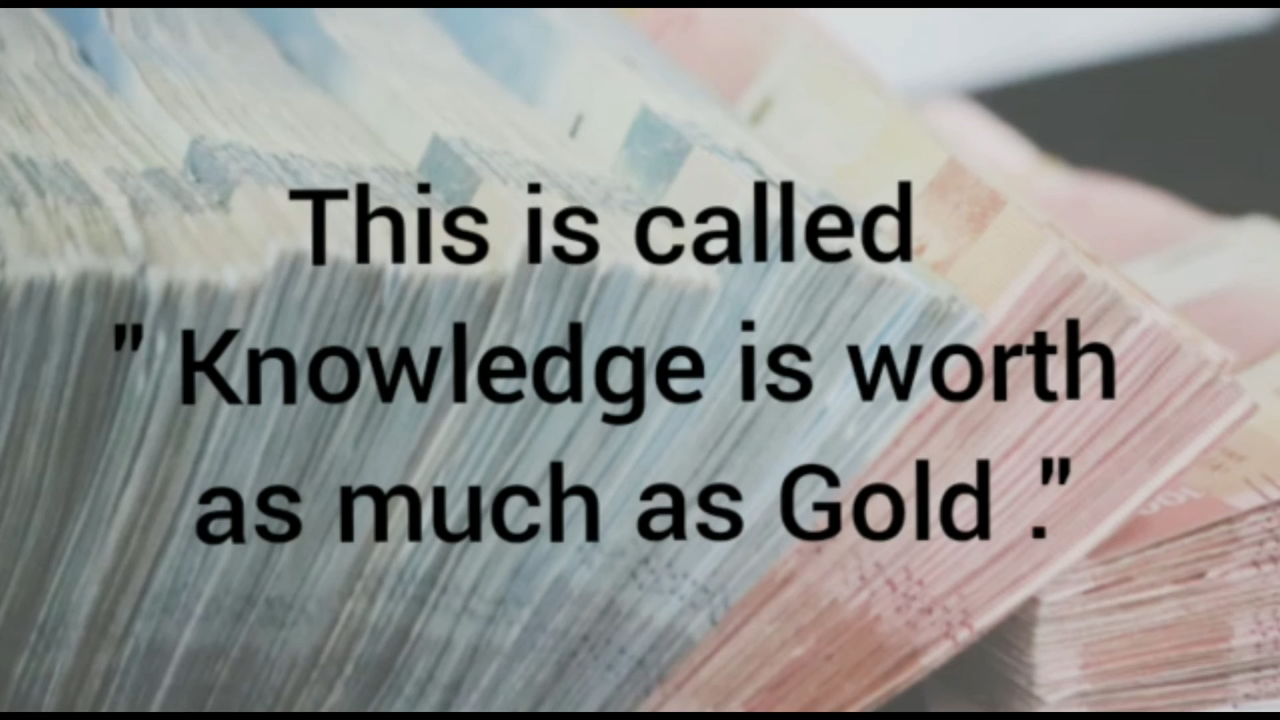 This is called
" Knowledge is worth
as much as Gold ."